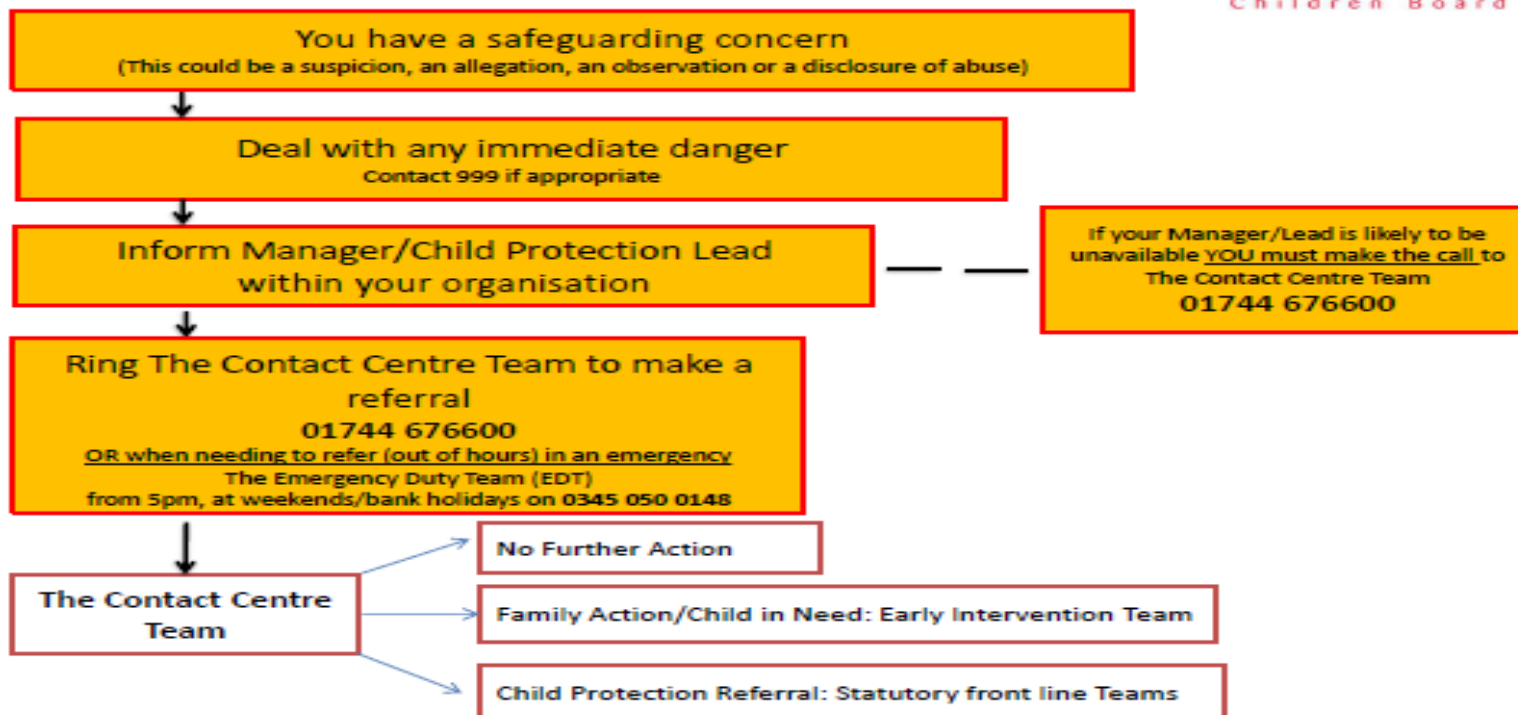 Children Board
You have a safeguarding concern
(This could be a suspicion, an allegation, an observation or a disclosure of abuse)
Deal with any immediate danger
Contact 999 if appropriate
Inform Manager/Child Protection Lead
within your organisation
If your Manager/Lead is likely to be
unavailable YOU must make the call to
The Contact Centre Team
01744 676600
Ring The Contact Centre Team to make a
referral
01744 676600
OR when needing to refer (out of hours) in an emergency
The Emergency Duty Team (EDT)
from 5pm, at weekends/bank holidays on 0345 050 0148
The Contact Centre
Team
No Further Action
Family Action/Child in Need: Early Intervention Team
Child Protection Referral: Statutory front line Teams